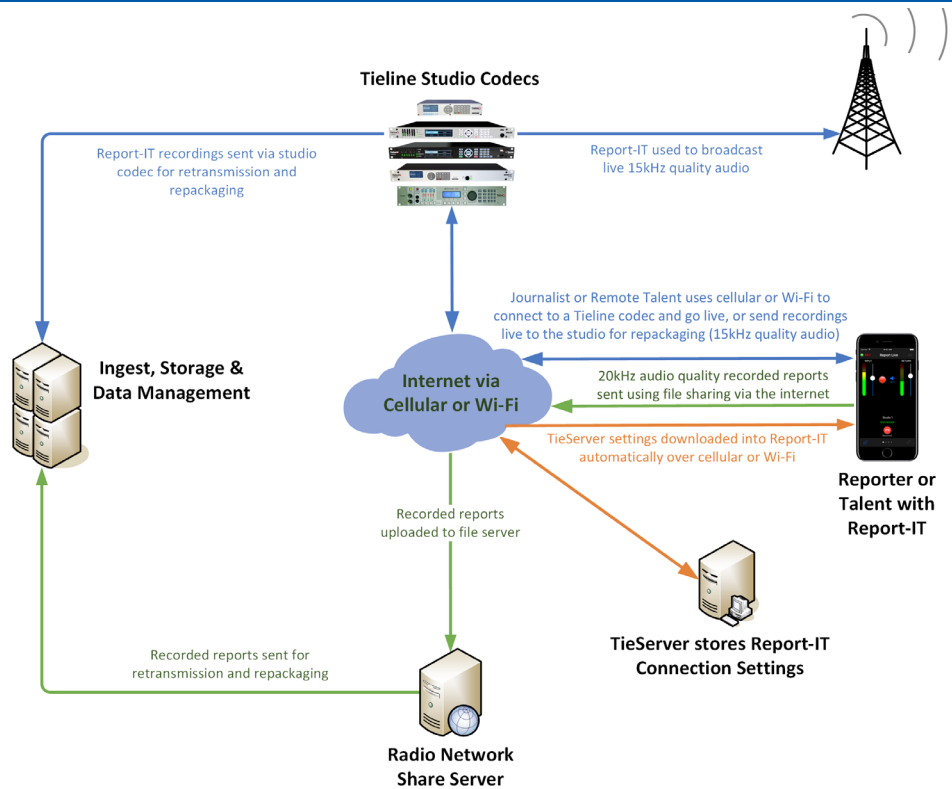 Tieline Studio Codecs
Report-IT recordings sent via studio
codec for retransmission and
repackaging
Report-IT used to broadcast
live 15kHz quality audio
Journalist or Remote Talent uses cellular or Wi-Fi to
connect to a Tieline codec and go live, or send recordings
live to the studio for repackaging (15kHz quality audio)
Ingest, Storage &
Data Management
Internet via
Cellular or Wi-Fi
20kHz audio quality recorded reports
sent using file sharing via the internet
TieServer settings downloaded into Report-IT
automatically over cellular or Wi-Fi
Report Live
Reporter or
Talent with
Report-IT
Recorded reports
uploaded to file server
TieServer stores Report-IT
Connection Settings
Recorded reports sent for
retransmission and repackaging
Radio Network
Share Server